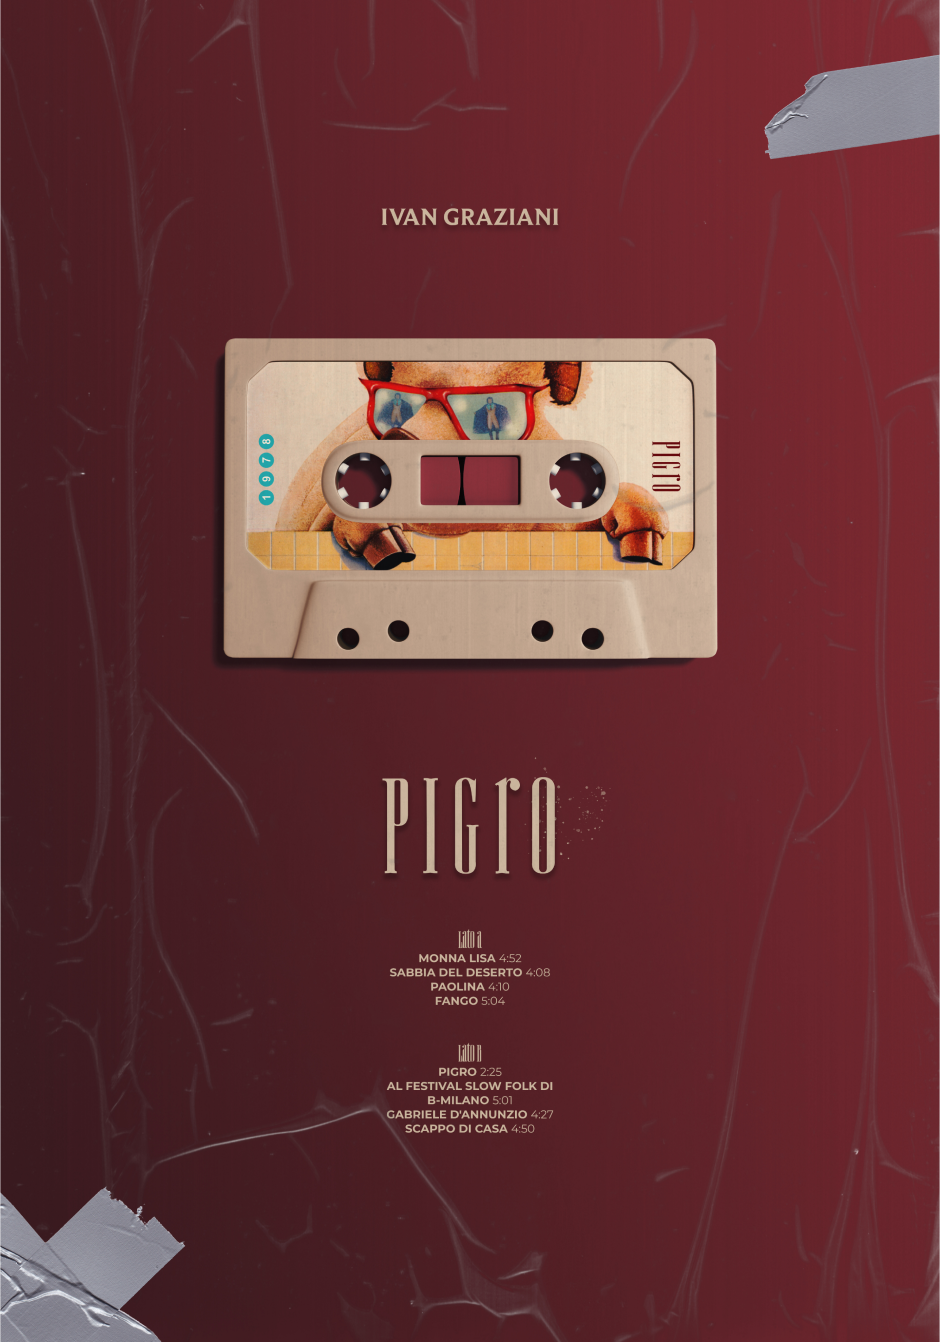 IVAN GRAZIANI
1978
PIGRO
PIGRO
Lato A
MONNA LISA 4:52
SABBIA DEL DESERTO 4:08
PAOLINA 4:10
FANGO 5:04
Lato B
PIGRO 2:25
AL FESTIVAL SLOW FOLK DI
B-MILANO 5:01
GABRIELE D'ANNUNZIO 4:27
SCAPPO DI CASA 4:50